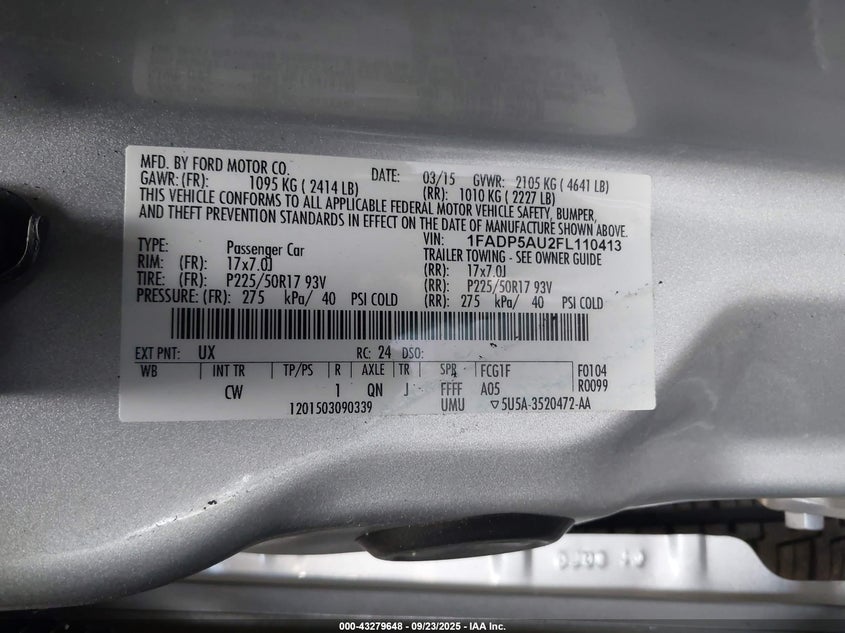 MFD. BY FORD MOTOR CO. DATE: 03/15 GVWR: 2105 KG ( 4641 LB)
GAWR: (FR): 1095 KG ( 2414 LB) (RR): 1010 KG ( 2227 LB)
THIS VEHICLE CONFORMS TO ALL APPLICABLE FEDERAL MOTOR VEHICLE SAFETY, BUMPER,
AND THEFT PREVENTION STANDARDS IN EFFECT ON THE DATE OF MANUFACTURE SHOWN ABOVE.
VIN: 1FADP5AU2FL110413
TYPE: Passenger Car TRAILER TOWING - SEE OWNER GUIDE
RIM: (FR): 17x7.0J (RR): 17x7.0J
TIRE: (FR): P225/50R17 93V (RR): P225/50R17 93V
PRESSURE: (FR): 275 kPa/ 40 PSI COLD (RR): 275 kPa/ 40 PSI COLD
EXT PNT: UX RC: 24 DSO:
WB INT TR TP/PS R AXLE TR SPR FCG1F F0104
CW 1 QN J FFFF A05 R0099
1201503090339 UMU ▽5U5A-3520472-AA
000-43279648 - 09/23/2025 - IAA Inc.